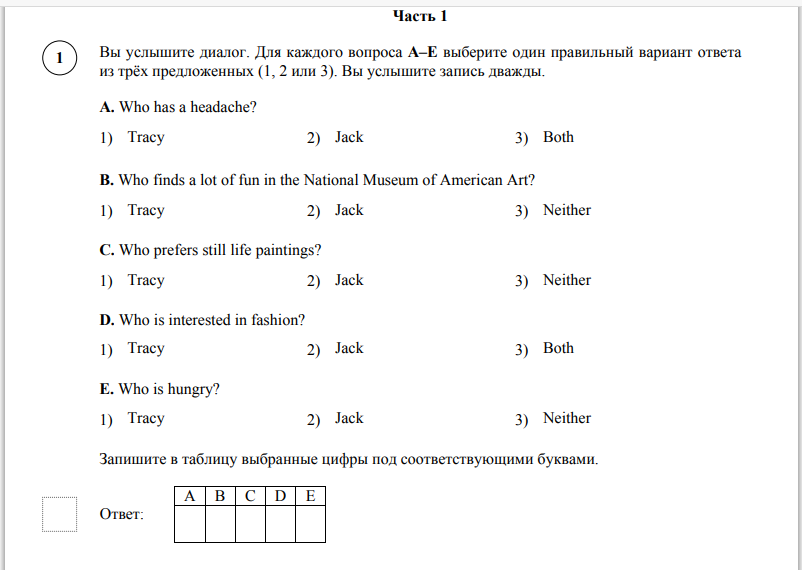 Часть 1
1
Вы услышите диалог. Для каждого вопроса A–E выберите один правильный вариант ответа
из трёх предложенных (1, 2 или 3). Вы услышите запись дважды.
A. Who has a headache?
1) Tracy 2) Jack 3) Both
B. Who finds a lot of fun in the National Museum of American Art?
1) Tracy 2) Jack 3) Neither
C. Who prefers still life paintings?
1) Tracy 2) Jack 3) Neither
D. Who is interested in fashion?
1) Tracy 2) Jack 3) Both
E. Who is hungry?
1) Tracy 2) Jack 3) Neither
Запишите в таблицу выбранные цифры под соответствующими буквами.
A B C D E
Ответ: